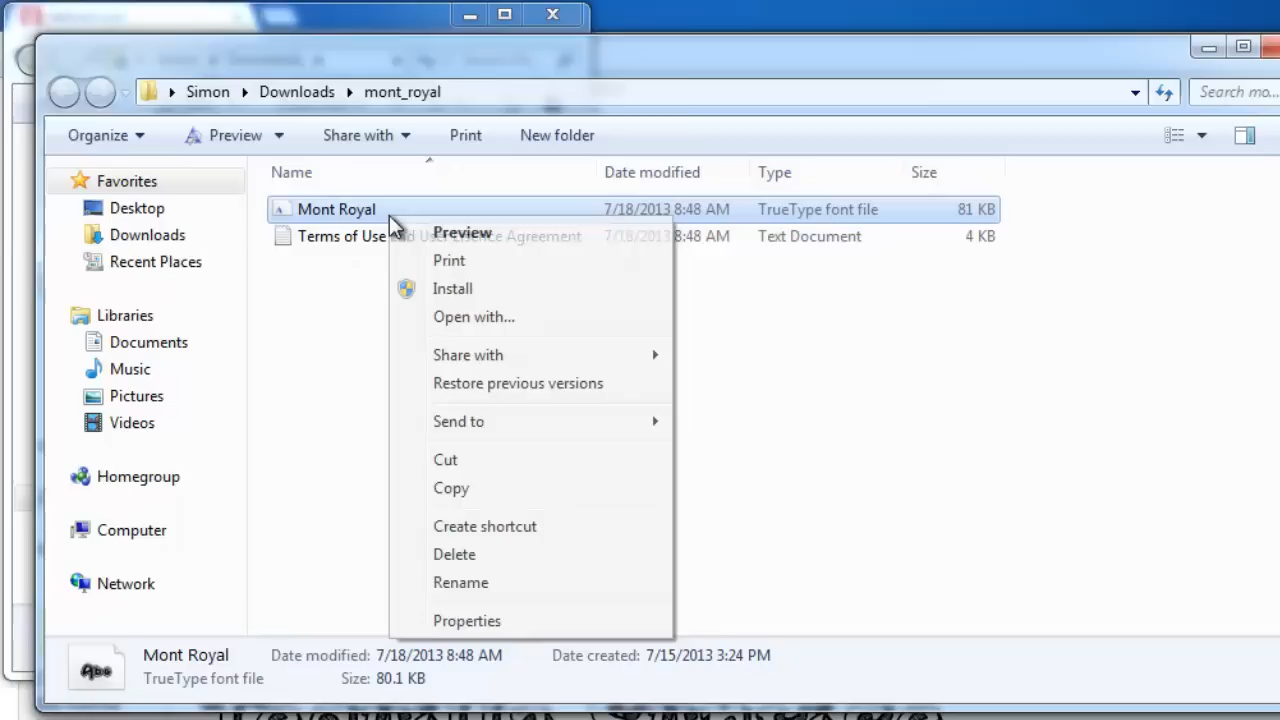 Simon Downloads mont_royal
Search mo...
Organize Preview Share with Print New folder
Name Date modified Type Size
Favorites
Desktop
Downloads
Recent Places
Libraries
Documents
Music
Pictures
Videos
Homegroup
Computer
Network
Mont Royal 7/18/2013 8:48 AM TrueType font file 81 KB
Terms of Use and User Licence Agreement 7/18/2013 8:48 AM Text Document 4 KB
Preview
Print
Install
Open with...
Share with
Restore previous versions
Send to
Cut
Copy
Create shortcut
Delete
Rename
Properties
Abc
Mont Royal Date modified: 7/18/2013 8:48 AM Date created: 7/15/2013 3:24 PM
TrueType font file Size: 80.1 KB